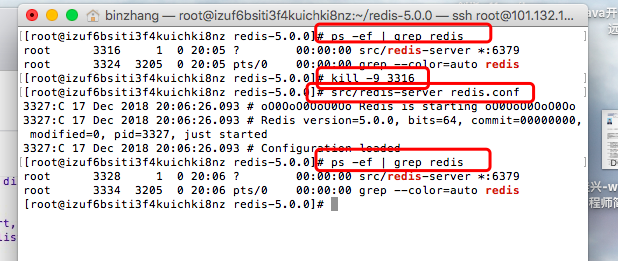 binzhang — root@izuf6bsiti3f4kuichki8nz:~/redis-5.0.0 — ssh root@101.132.1...
[[root@izuf6bsiti3f4kuichki8nz redis-5.0.0]# ps -ef | grep redis ]
root 3316 1 0 20:05 ? 00:00:00 src/redis-server *:6379
root 3324 3205 0 20:05 pts/0 00:00:00 grep --color=auto redis
[[root@izuf6bsiti3f4kuichki8nz redis-5.0.0]# kill -9 3316 ]
[[root@izuf6bsiti3f4kuichki8nz redis-5.0.0]# src/redis-server redis.conf ]
3327:C 17 Dec 2018 20:06:26.093 # oO0OoO0OoO0Oo Redis is starting oO0OoO0OoO0Oo
3327:C 17 Dec 2018 20:06:26.093 # Redis version=5.0.0, bits=64, commit=00000000,
modified=0, pid=3327, just started
3327:C 17 Dec 2018 20:06:26.093 # Configuration loaded
[[root@izuf6bsiti3f4kuichki8nz redis-5.0.0]# ps -ef | grep redis ]
root 3328 1 0 20:06 ? 00:00:00 src/redis-server *:6379
root 3334 3205 0 20:06 pts/0 00:00:00 grep --color=auto redis
[root@izuf6bsiti3f4kuichki8nz redis-5.0.0]#